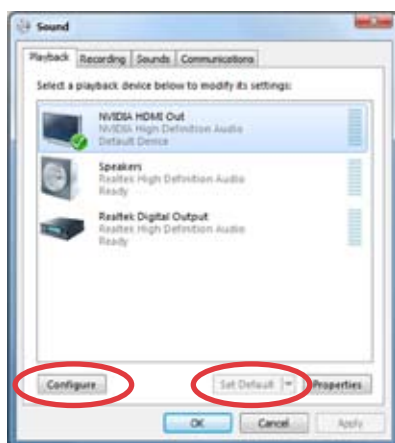 Sound
Playback Recording Sounds Communications
Select a playback device below to modify its settings:
NVIDIA HDMI Out
NVIDIA High Definition Audio
Default Device
Speakers
Realtek High Definition Audio
Ready
Realtek Digital Output
Realtek High Definition Audio
Ready
Configure Set Default Properties
OK Cancel Apply